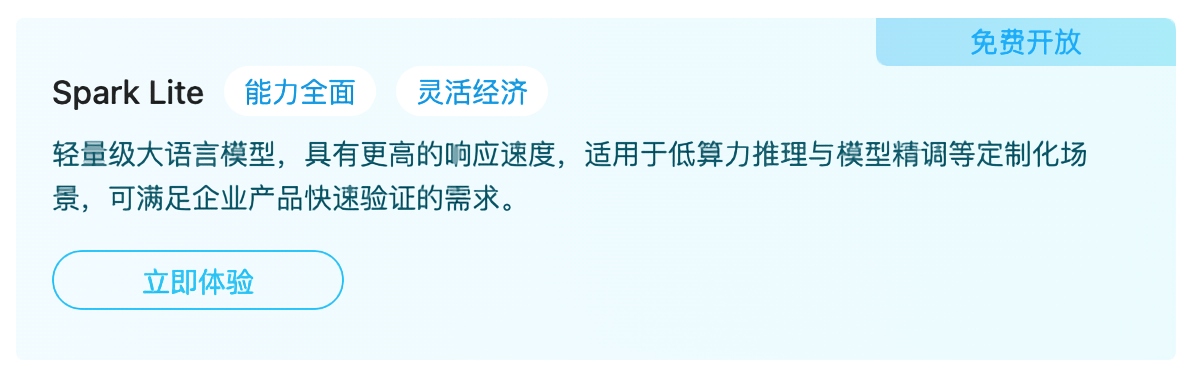 免费开放
Spark Lite 能力全面 灵活经济
轻量级大语言模型，具有更高的响应速度，适用于低算力推理与模型精调等定制化场
景，可满足企业产品快速验证的需求。
立即体验